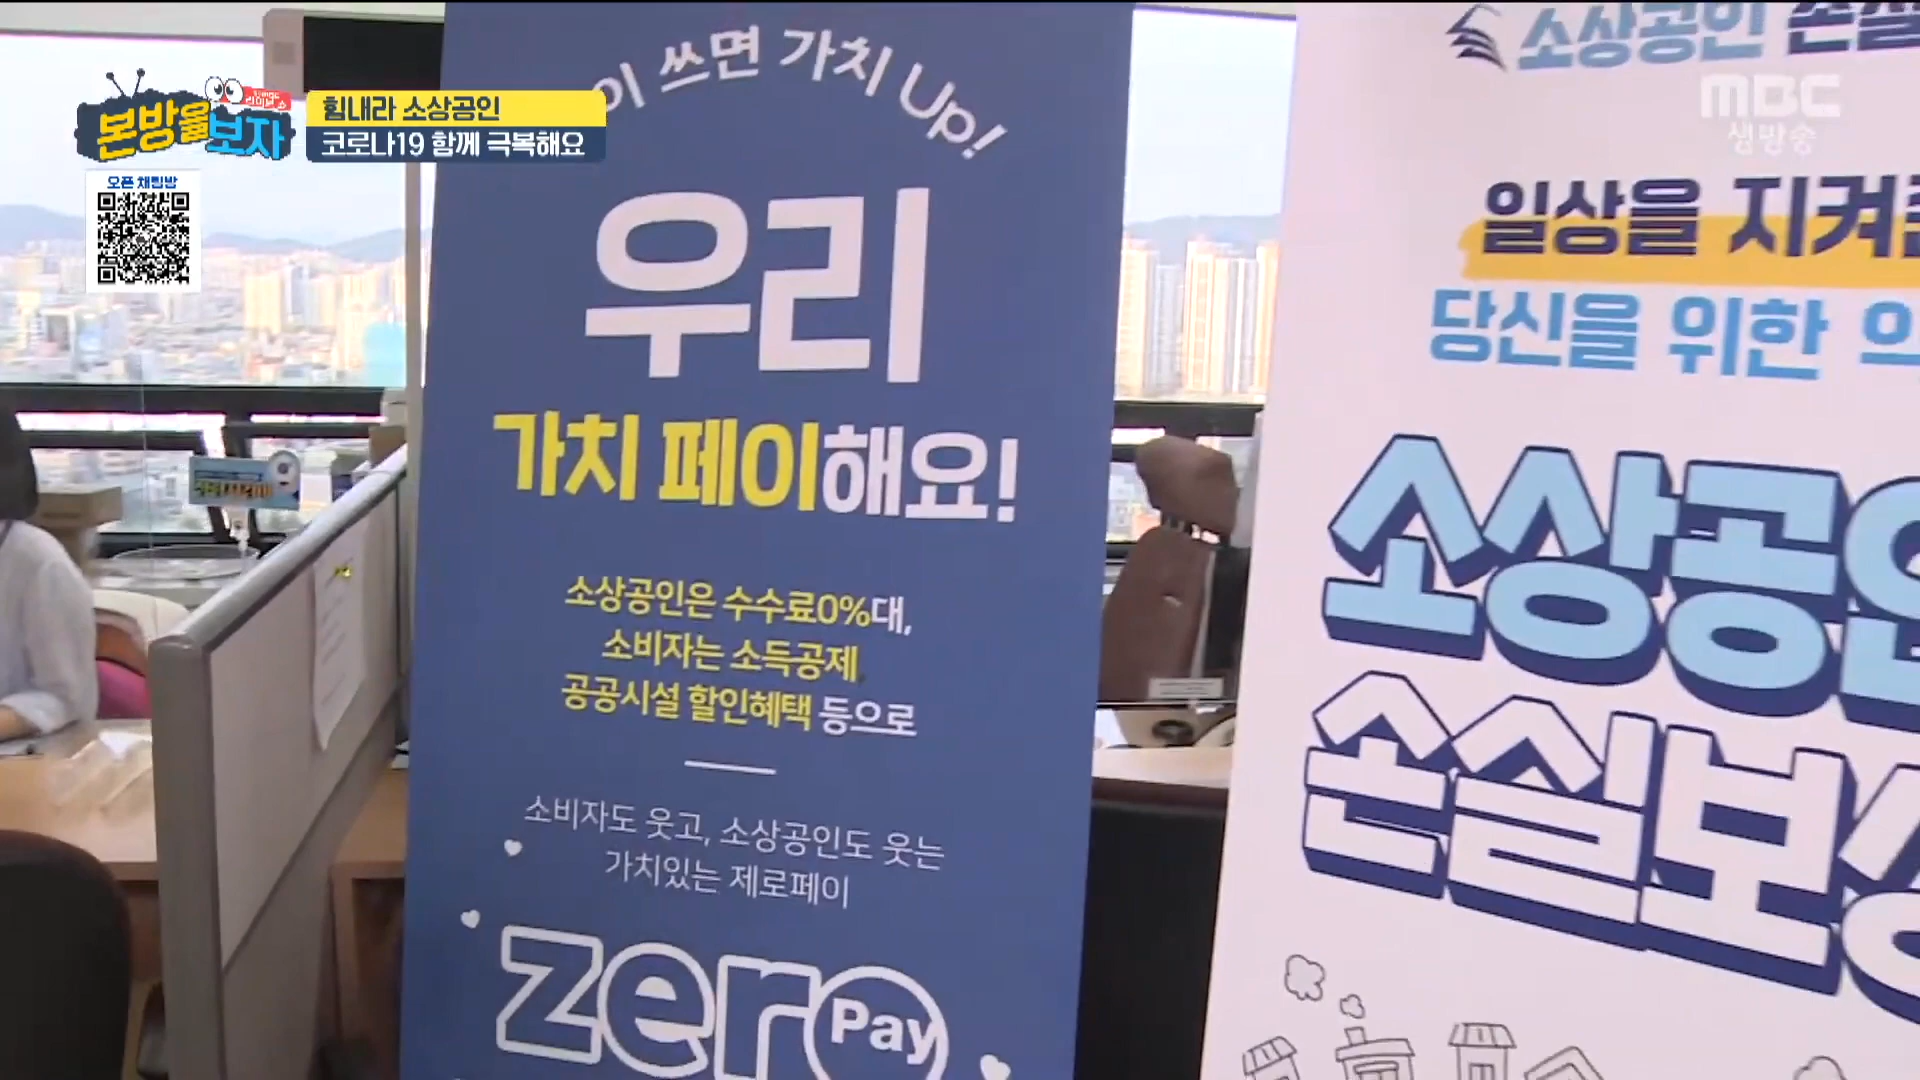 본방을보자
힘내라 소상공인
코로나19 함께 극복해요
오픈 채팅방
MBC
생방송
이 쓰면 가치 Up!
우리
가치 페이해요!
소상공인은 수수료0%대,
소비자는 소득공제,
공공시설 할인혜택 등으로
소비자도 웃고, 소상공인도 웃는
가치있는 제로페이
zero Pay
소상공인
일상을 지켜
당신을 위한
소상공인
손실보상